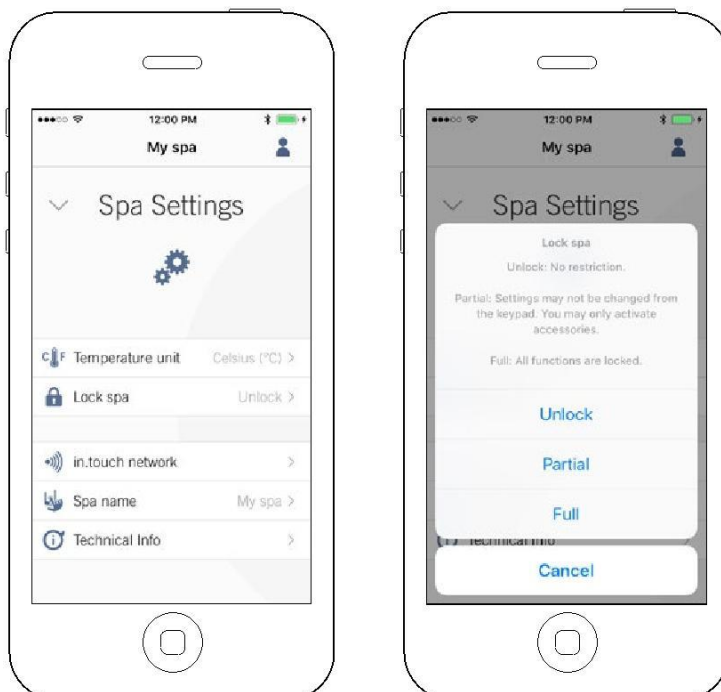 12:00 PM
My spa
Spa Settings
C F Temperature unit Celsius (°C) >
Lock spa Unlock >
in.touch network >
Spa name My spa >
Technical Info >
12:00 PM
My spa
Spa Settings
Lock spa
Unlock: No restriction.
Partial: Settings may not be changed from
the keypad. You may only activate
accessories.
Full: All functions are locked.
Unlock
Partial
Full
Technical Info
Cancel